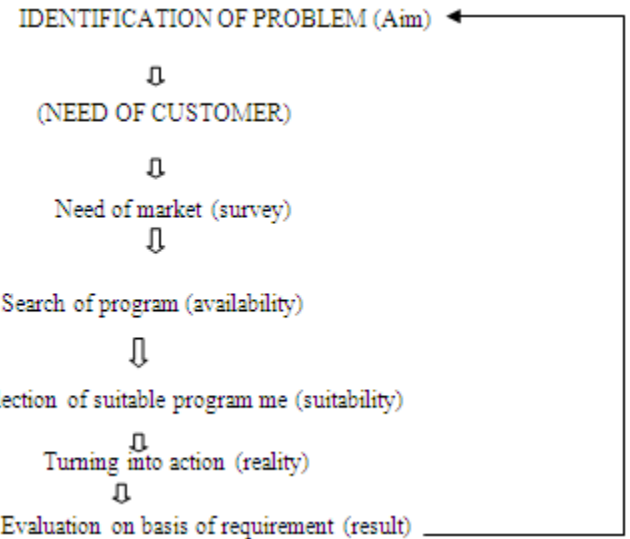 IDENTIFICATION OF PROBLEM (Aim)
(NEED OF CUSTOMER)
Need of market (survey)
Search of program (availability)
of suitable program me (suitability)
Turning into action (reality)
Evaluation on basis of requirement (result)